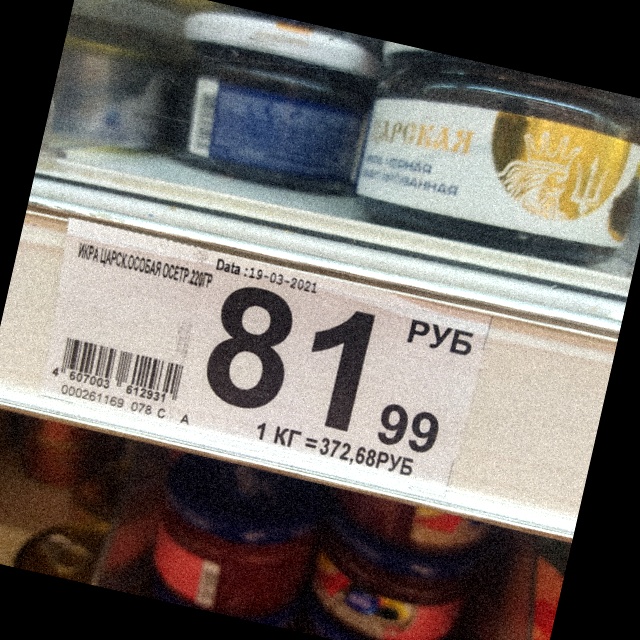 ЦАРСКАЯ
ИКРА ЦАРСК.ОСОБАЯ ОСЕТР.220ГР
Data :19-03-2021
81
99
РУБ
4 607003 612931
000261169 078 C A
1 КГ =372,68РУБ